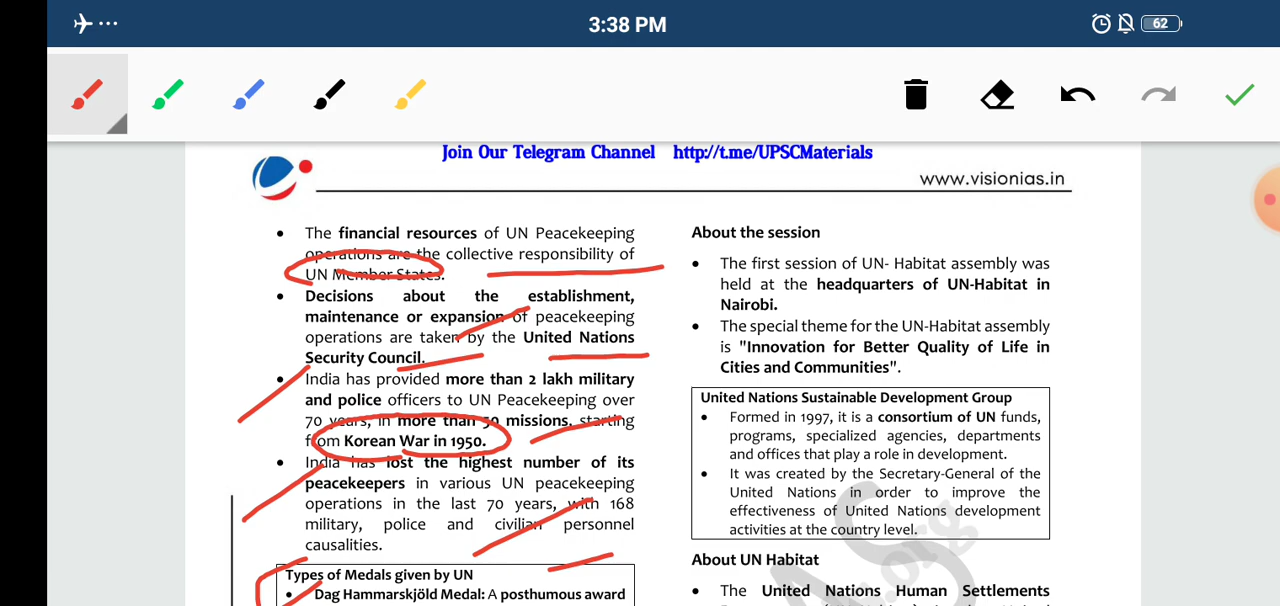 3:38 PM
62
Join Our Telegram Channel http://t.me/UPSCMaterials
www.visionias.in
• The financial resources of UN Peacekeeping
operations are the collective responsibility of
UN Member States.
• Decisions about the establishment,
maintenance or expansion of peacekeeping
operations are taken by the United Nations
Security Council.
• India has provided more than 2 lakh military
and police officers to UN Peacekeeping over
70 years, in more than 50 missions, starting
from Korean War in 1950.
• India has lost the highest number of its
peacekeepers in various UN peacekeeping
operations in the last 70 years, with 168
military, police and civilian personnel
causalities.
Types of Medals given by UN
• Dag Hammarskjöld Medal: A posthumous award
About the session
• The first session of UN- Habitat assembly was
held at the headquarters of UN-Habitat in
Nairobi.
• The special theme for the UN-Habitat assembly
is "Innovation for Better Quality of Life in
Cities and Communities".
United Nations Sustainable Development Group
• Formed in 1997, it is a consortium of UN funds,
programs, specialized agencies, departments
and offices that play a role in development.
• It was created by the Secretary-General of the
United Nations in order to improve the
effectiveness of United Nations development
activities at the country level.
About UN Habitat
• The United Nations Human Settlements